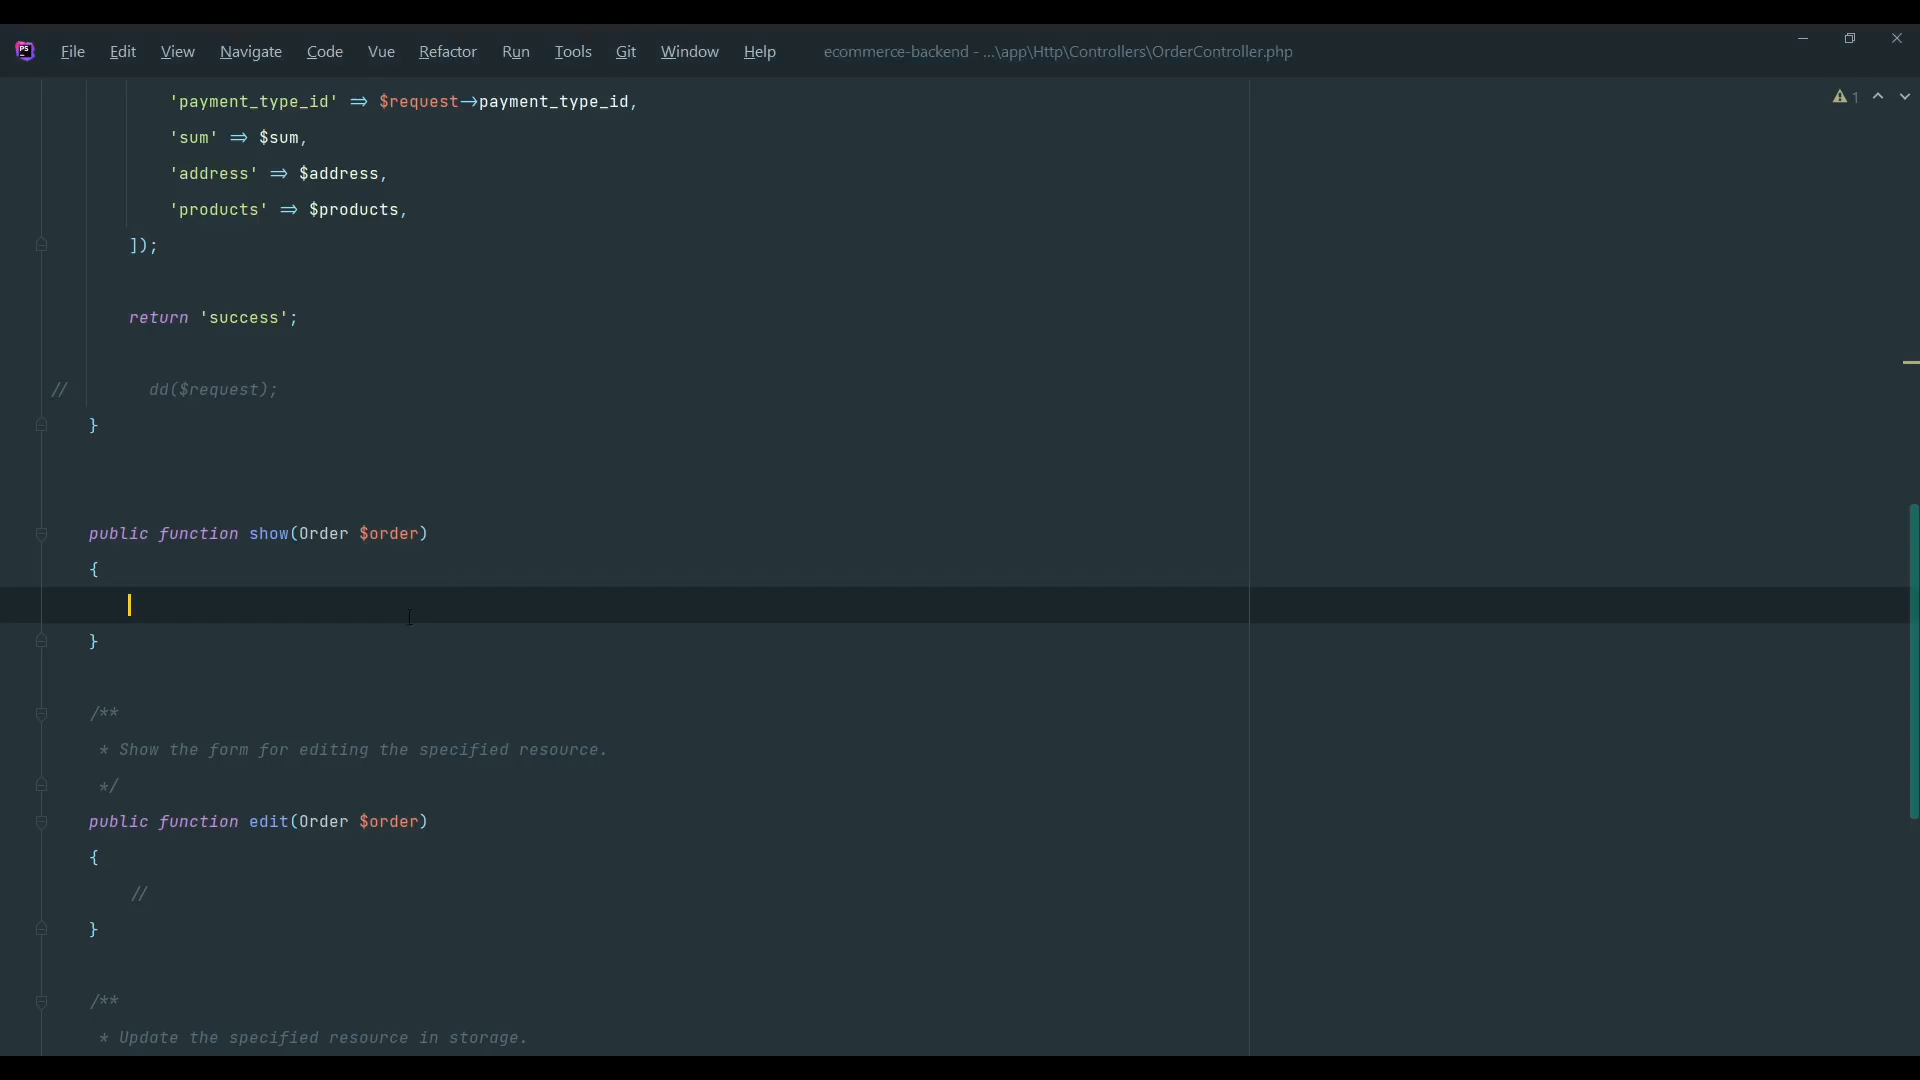 PS File Edit View Navigate Code Vue Refactor Run Tools Git Window Help ecommerce-backend - ...\app\Http\Controllers\OrderController.php
'payment_type_id' => $request->payment_type_id, 1
'sum' => $sum,
'address' => $address,
'products' => $products,
]);
return 'success';
// dd($request);
}
public function show(Order $order)
{
}
/**
* Show the form for editing the specified resource.
*/
public function edit(Order $order)
{
//
}
/**
* Update the specified resource in storage.